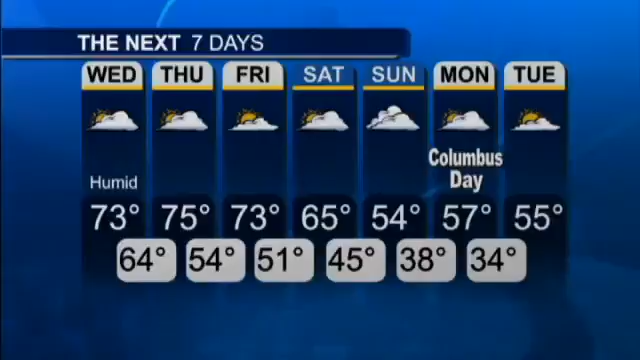 THE NEXT 7 DAYS
WED THU FRI SAT SUN MON TUE
Columbus
Day
Humid
73° 75° 73° 65° 54° 57° 55°
64° 54° 51° 45° 38° 34°